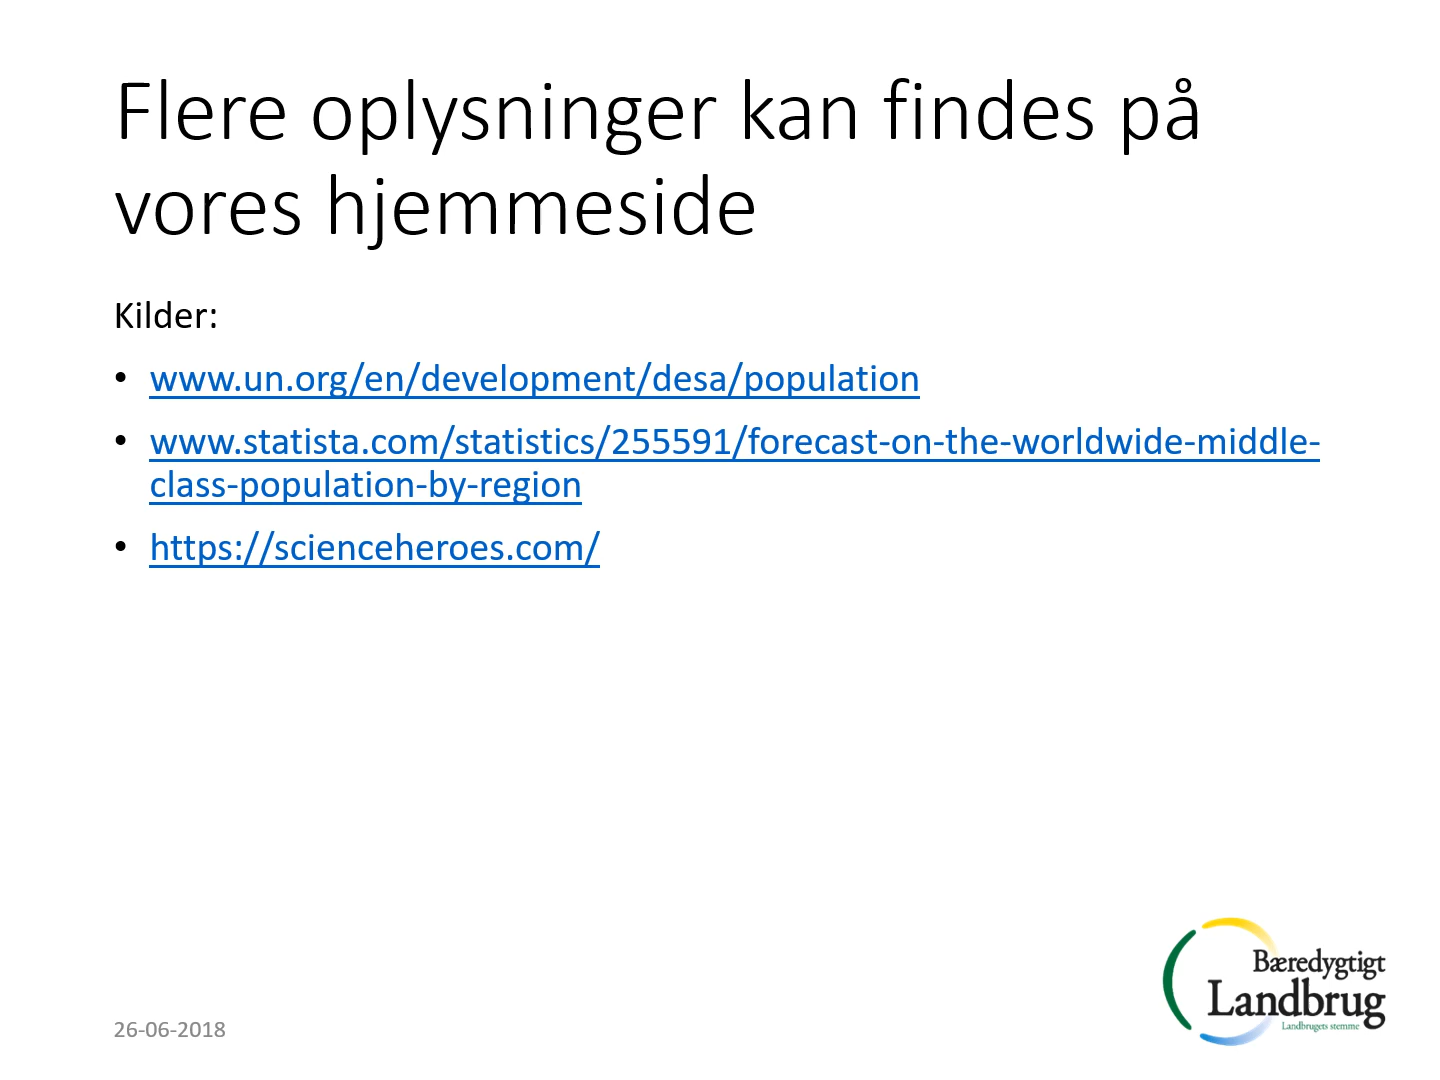 Flere oplysninger kan findes på
vores hjemmeside
Kilder:
• www.un.org/en/development/desa/population
• www.statista.com/statistics/255591/forecast-on-the-worldwide-middle-
class-population-by-region
• https://scienceheroes.com/
Bæredygtigt
Landbrug
Landbrugets stemme
26-06-2018